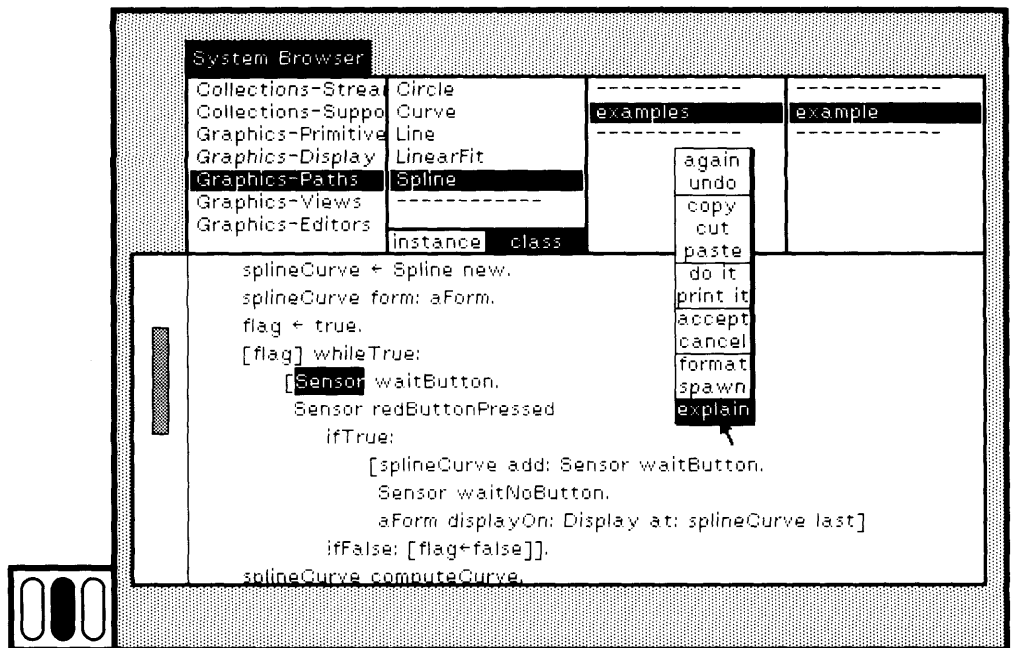 System Browser
Collections-Strea
Collections-Suppo
Graphics-Primitive
Graphics-Display
Graphics-Paths
Graphics-Views
Graphics-Editors
Circle
Curve
Line
LinearFit
Spline
------------
instance class
------------
examples
------------
------------
example
------------
again
undo
copy
cut
paste
do it
print it
accept
cancel
format
spawn
explain
splineCurve ← Spline new.
splineCurve form: aForm.
flag ← true.
[flag] whileTrue:
[Sensor waitButton.
Sensor redButtonPressed
ifTrue:
[splineCurve add: Sensor waitButton.
Sensor waitNoButton.
aForm displayOn: Display at: splineCurve last]
ifFalse: [flag←false]].
splineCurve computeCurve.